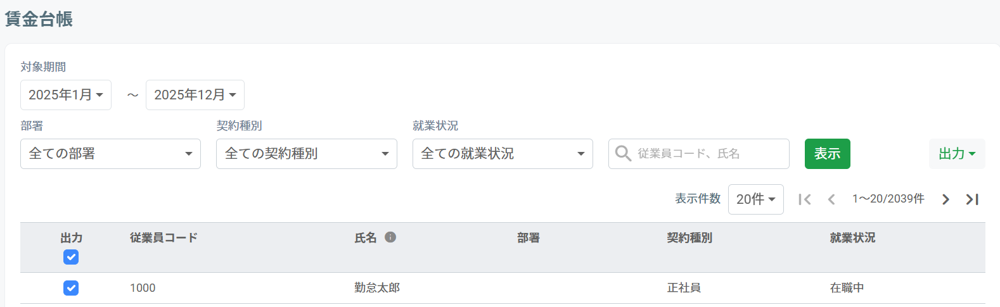 賃金台帳
対象期間
2025年1月 ～ 2025年12月
部署 契約種別 就業状況
全ての部署 全ての契約種別 全ての就業状況 従業員コード、氏名 表示 出力
表示件数 20件 1～20/2039件
出力 従業員コード 氏名 部署 契約種別 就業状況
1000 勤怠太郎 正社員 在職中